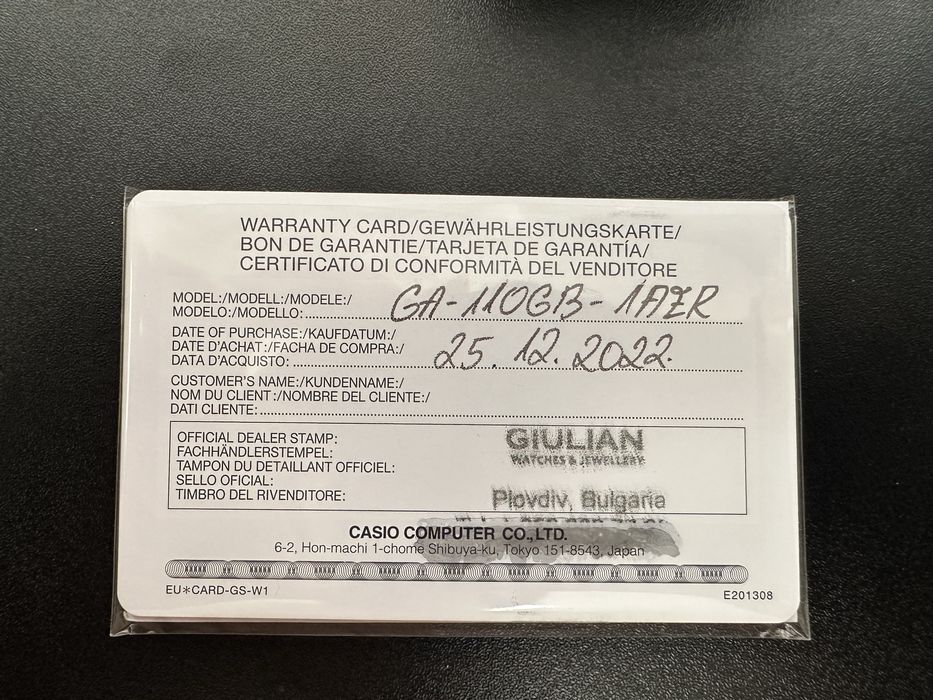 WARRANTY CARD/GEWÄHRLEISTUNGSKARTE/
BON DE GARANTIE/TARJETA DE GARANTÍA/
CERTIFICATO DI CONFORMITÀ DEL VENDITORE
MODEL:/MODELL:/MODELE:/
MODELO:/MODELLO: GA-110GB-1AZR
DATE OF PURCHASE:/KAUFDATUM:/
DATE D'ACHAT:/FACHA DE COMPRA:/
DATA D'ACQUISTO: 25.12.2022.
CUSTOMER'S NAME:/KUNDENNAME:/
NOM DU CLIENT:/NOMBRE DEL CLIENTE:/
DATI CLIENTE:
OFFICIAL DEALER STAMP:
FACHHÄNDLERSTEMPEL:
TAMPON DU DETAILLANT OFFICIEL:
SELLO OFICIAL:
TIMBRO DEL RIVENDITORE:
GIULIAN
WATCHES & JEWELLERY
Plovdiv, Bulgaria
CASIO COMPUTER CO.,LTD.
6-2, Hon-machi 1-chome Shibuya-ku, Tokyo 151-8543, Japan
EU*CARD-GS-W1
E201308